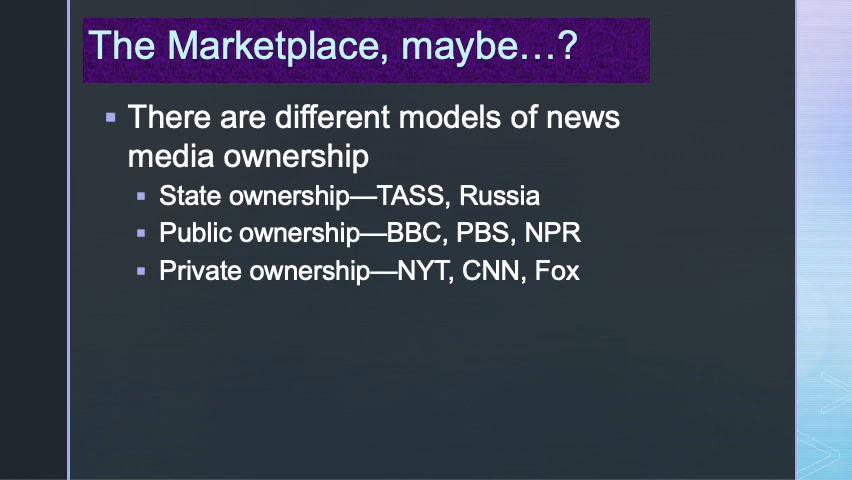 The Marketplace, maybe…?
There are different models of news
media ownership
State ownership—TASS, Russia
Public ownership—BBC, PBS, NPR
Private ownership—NYT, CNN, Fox